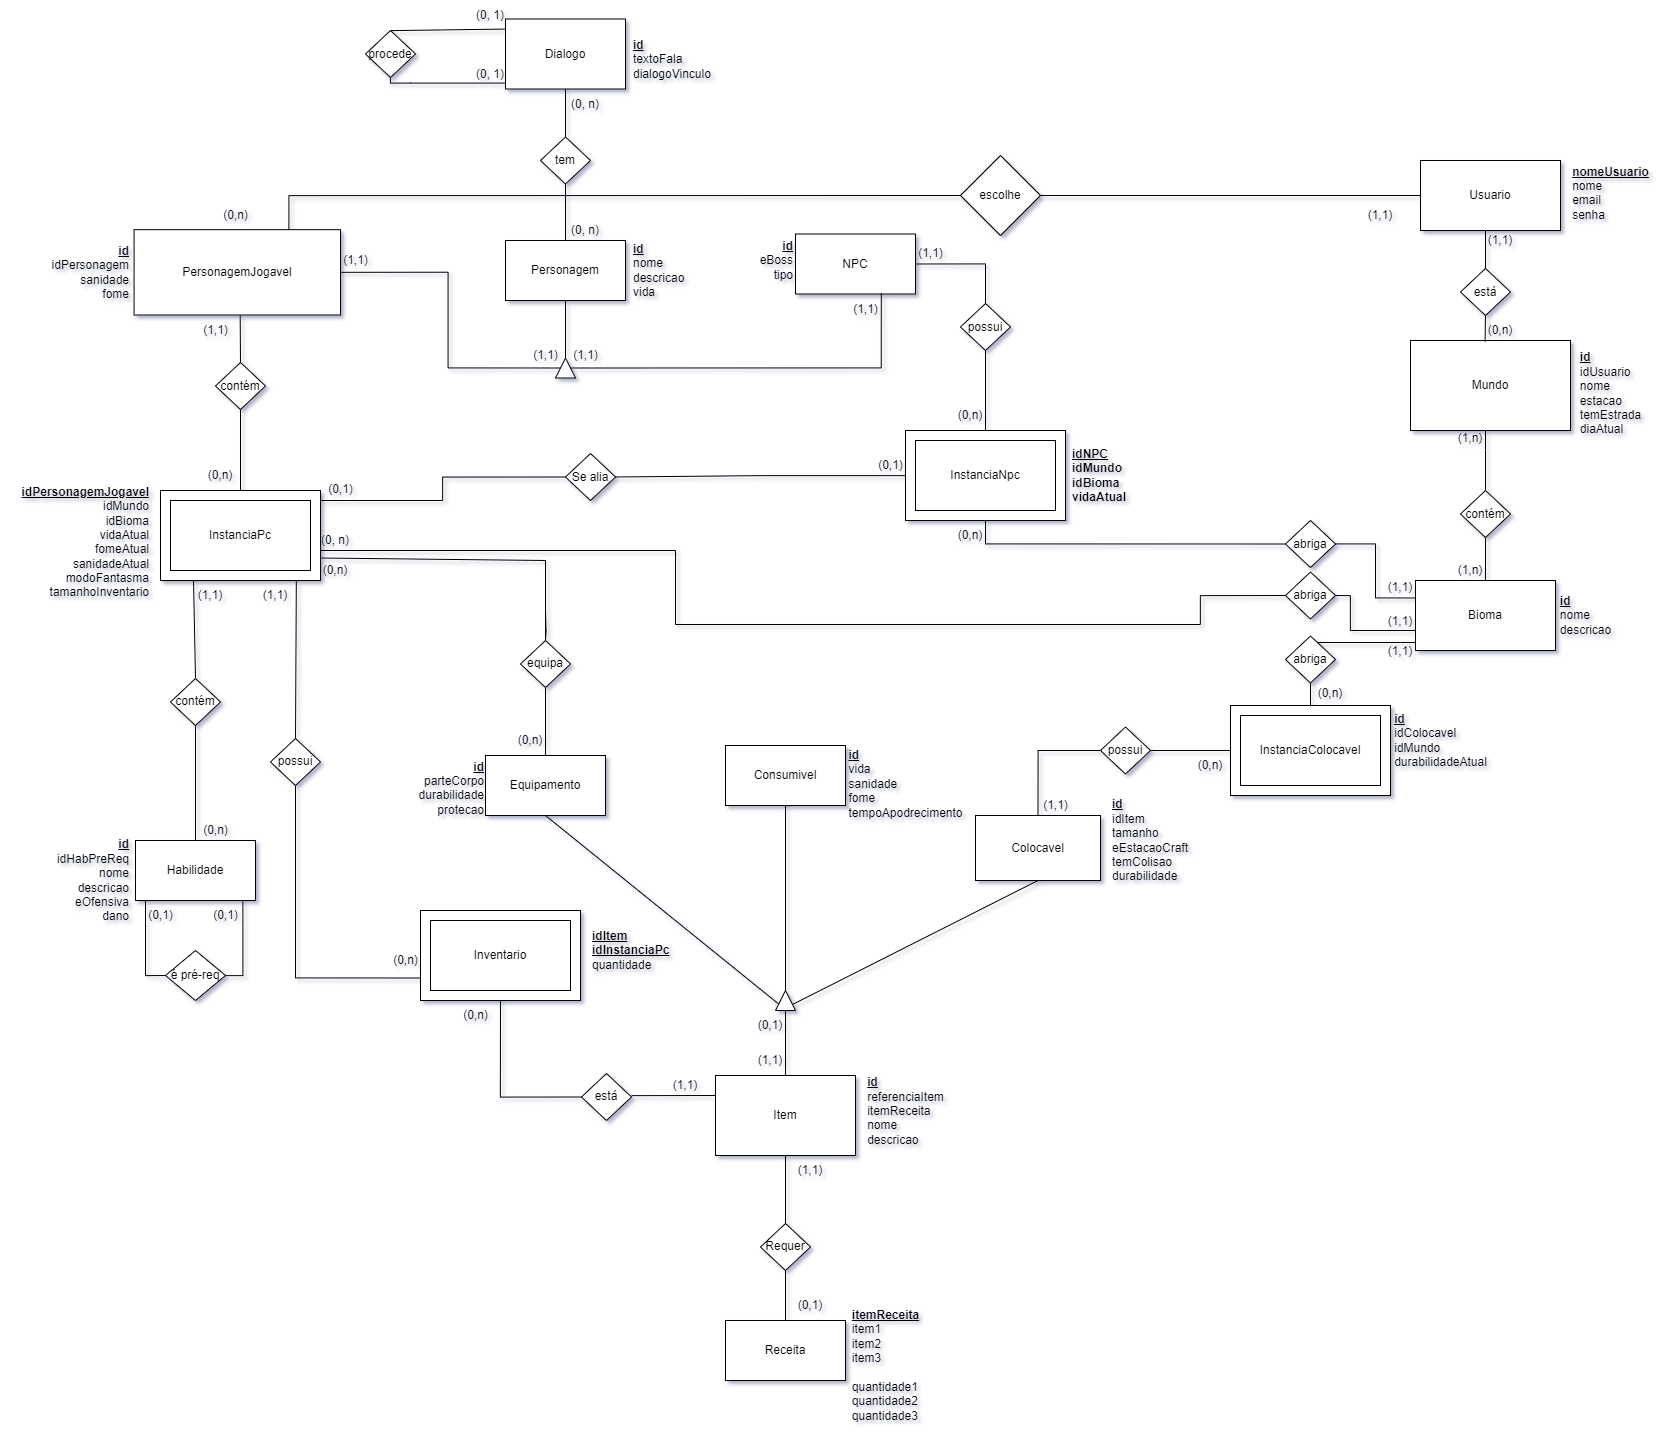 (0, 1)
procede
(0, 1)
Dialogo
id
textoFala
dialogoVinculo
(0, n)
tem
escolhe
(0,n)
(1,1)
Usuario
nomeUsuario
nome
email
senha
id
idPersonagem
sanidade
fome
PersonagemJogavel
(1,1)
(0, n)
Personagem
id
nome
descricao
vida
id
eBoss
tipo
NPC
(1,1)
(1,1)
está
(0,n)
possui
(1,1)
(1,1)
(1,1)
(1,1)
contém
(0,n)
Mundo
id
idUsuario
nome
estacao
temEstrada
diaAtual
(1,n)
(0,n)
idPersonagemJogavel
idMundo
idBioma
vidaAtual
fomeAtual
sanidadeAtual
modoFantasma
tamanhoInventario
InstanciaPc
(0,1)
Se alia
(0,1)
InstanciaNpc
idNPC
idMundo
idBioma
vidaAtual
contém
(0,n)
(0, n)
(0,n)
abriga
(1,n)
(1,1)
abriga
(1,1)
Bioma
id
nome
descricao
(1,1)
abriga
(0,n)
(1,1)
(1,1)
contém
possui
equipa
(0,n)
id
parteCorpo
durabilidade
protecao
Equipamento
Consumivel
id
vida
sanidade
fome
tempoApodrecimento
possui
(0,n)
InstanciaColocavel
id
idColocavel
idMundo
durabilidadeAtual
(1,1)
Colocavel
id
idItem
tamanho
eEstacaoCraft
temColisao
durabilidade
(0,n)
id
idHabPreReq
nome
descricao
eOfensiva
dano
Habilidade
(0,1)
(0,1)
é pré-req
(0,n)
Inventário
idItem
idInstanciaPc
quantidade
(0,n)
(0,1)
(1,1)
está
(1,1)
Item
id
referenciaItem
itemReceita
nome
descricao
(1,1)
Requer
(0,1)
Receita
itemReceita
item1
item2
item3
quantidade1
quantidade2
quantidade3